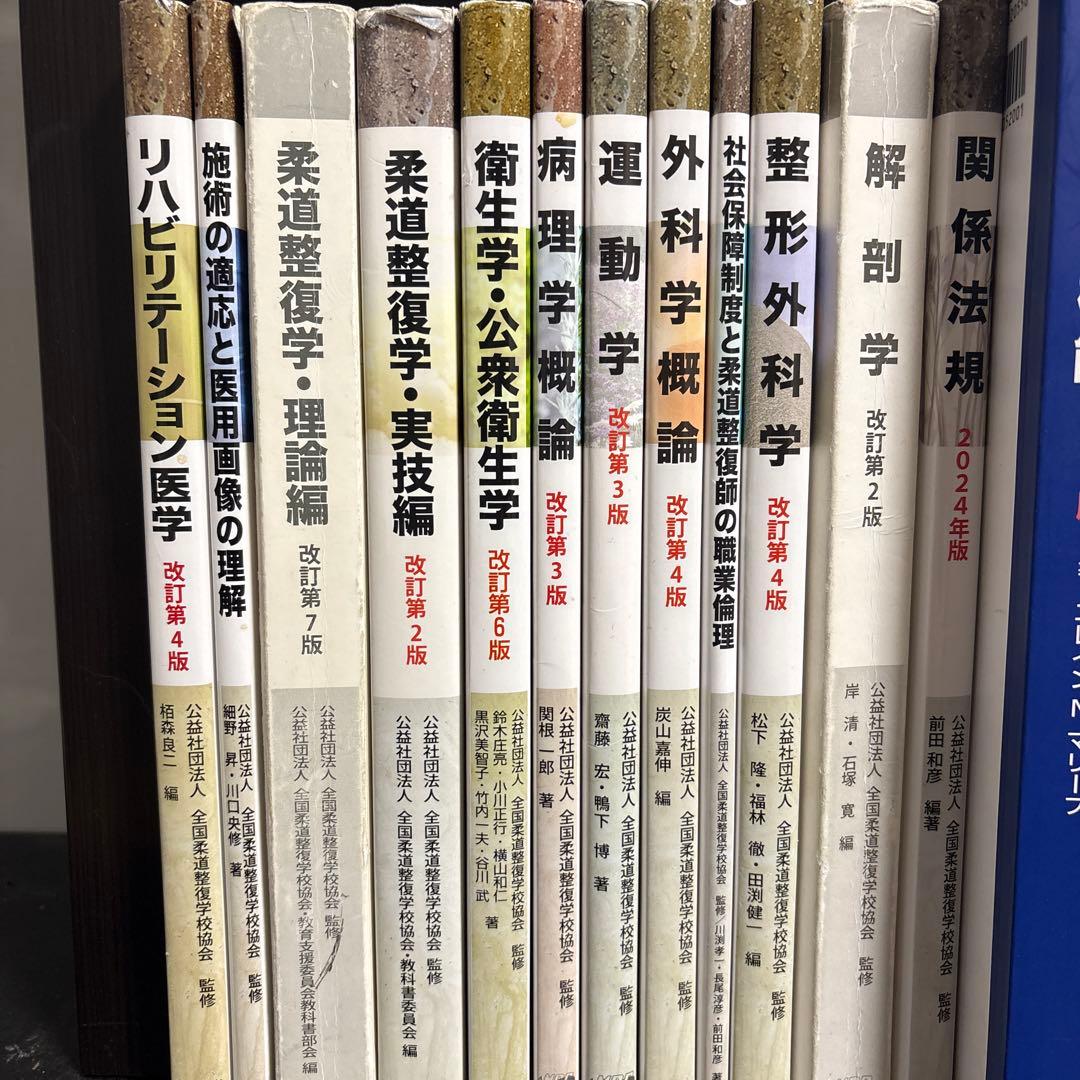 リハビリテーション医学
改訂第4版
公益社団法人 全国柔道整復学校協会 監修
栢森良二 編
施術の適応と医用画像の理解
公益社団法人 全国柔道整復学校協会 監修
細野 昇・川口央修 著
柔道整復学・理論編
改訂第7版
公益社団法人 全国柔道整復学校協会 監修
公益社団法人 全国柔道整復学校協会・教育支援委員会教科書部会 編
柔道整復学・実技編
改訂第2版
公益社団法人 全国柔道整復学校協会 監修
公益社団法人 全国柔道整復学校協会・教科書委員会 編
衛生学・公衆衛生学
改訂第6版
公益社団法人 全国柔道整復学校協会 監修
鈴木庄亮・小川正行・横山和仁
黒沢美智子・竹内一夫・谷川 武 著
病理学概論
改訂第3版
公益社団法人 全国柔道整復学校協会 監修
関根一郎 著
運動学
改訂第3版
公益社団法人 全国柔道整復学校協会 監修
齋藤 宏・鴨下 博 著
外科学概論
改訂第4版
公益社団法人 全国柔道整復学校協会 監修
炭山嘉伸 編
社会保障制度と柔道整復師の職業倫理
公益社団法人 全国柔道整復学校協会 監修／川渕孝一・長尾淳彦・前田和彦 著
整形外科学
改訂第4版
公益社団法人 全国柔道整復学校協会 監修
松下 隆・福林 徹・田渕健一 編
解剖学
改訂第2版
公益社団法人 全国柔道整復学校協会 監修
岸 清・石塚 寛 編
関係法規
2024年版
公益社団法人 全国柔道整復学校協会 監修
前田和彦 編著